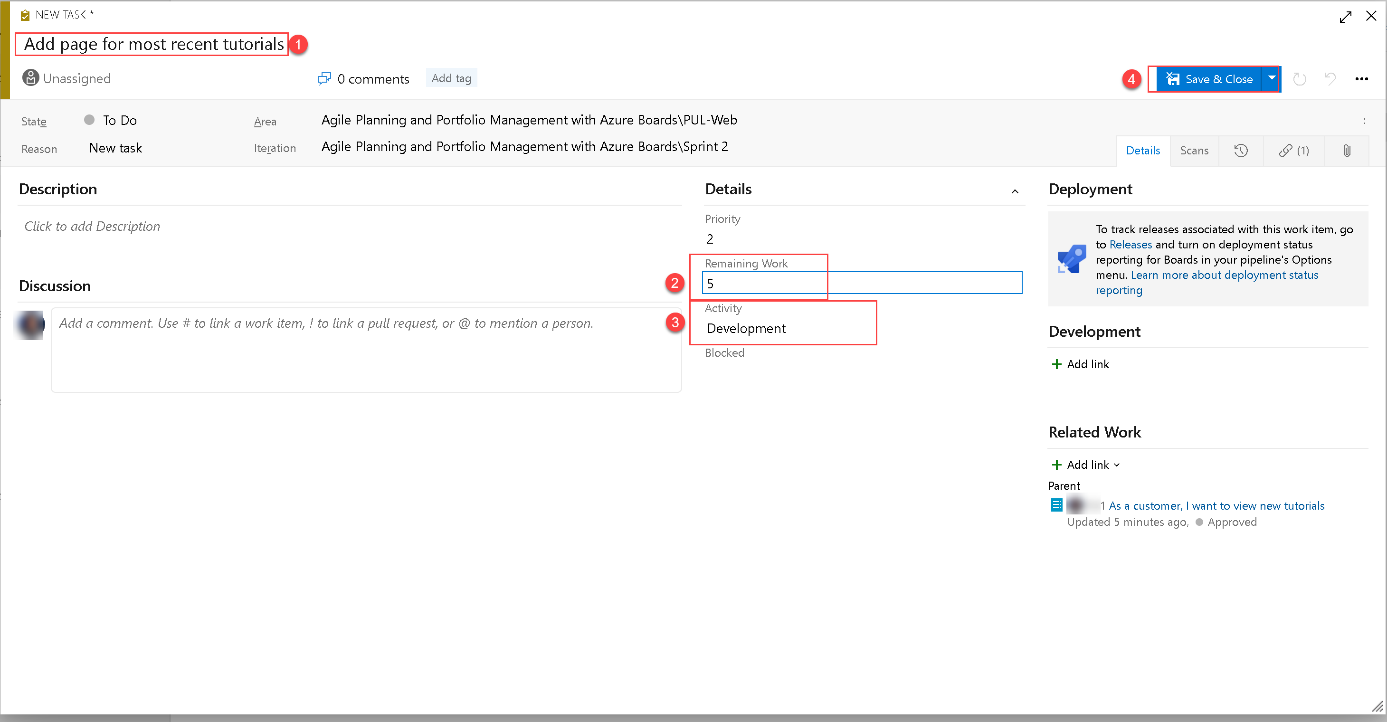 NEW TASK *
Add page for most recent tutorials
1
Unassigned
0 comments
Add tag
4
Save & Close
State
To Do
Area
Agile Planning and Portfolio Management with Azure Boards\PUL-Web
Reason
New task
Iteration
Agile Planning and Portfolio Management with Azure Boards\Sprint 2
Details
Scans
(1)
Description
Click to add Description
Discussion
Add a comment. Use # to link a work item, ! to link a pull request, or @ to mention a person.
Details
Priority
2
Remaining Work
2
5
Activity
3
Development
Blocked
Deployment
To track releases associated with this work item, go
to Releases and turn on deployment status
reporting for Boards in your pipeline's Options
menu. Learn more about deployment status
reporting
Development
+ Add link
Related Work
+ Add link
Parent
1 As a customer, I want to view new tutorials
Updated 5 minutes ago, Approved